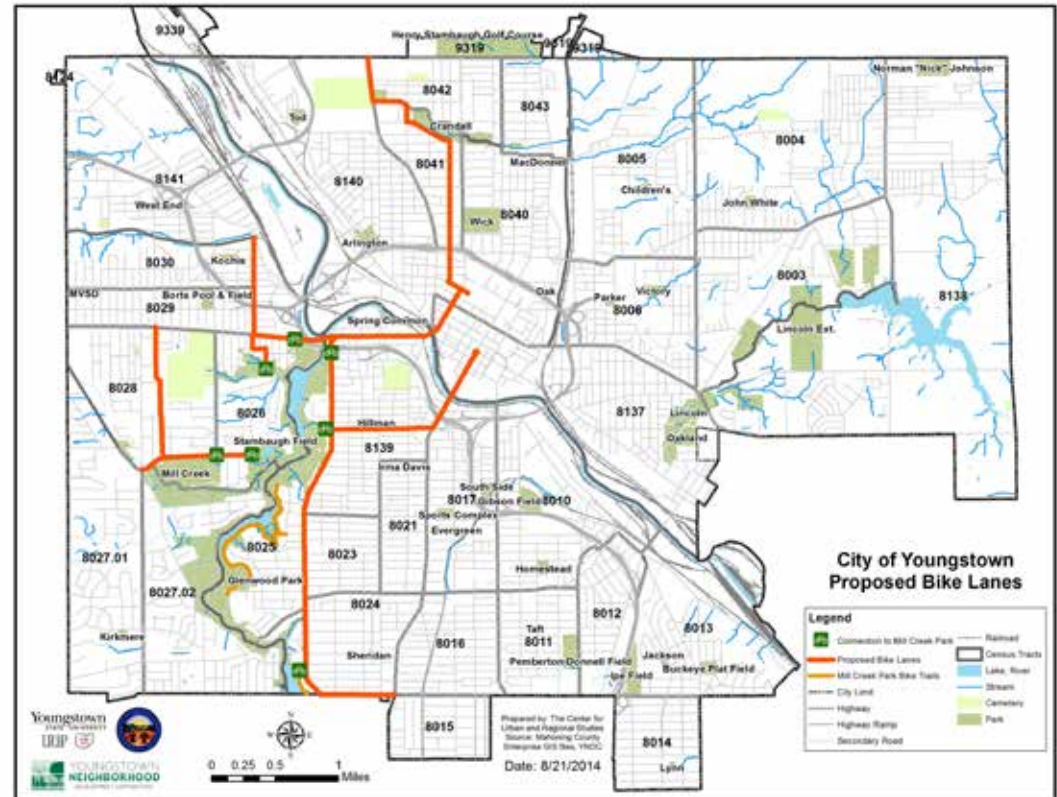 9339
Henry Stambaugh Golf Course
9319
9319
9319
Norman "Nick" Johnson
8042
8043
8004
Tod
Crandall
8041
MacDonnel
8005
8140
8141
Children's
West End
John White
8040
Wick
Arlington
8030
Kochis
8003
MVSD
Borts Pool & Field
Oak
Parker
Victory
8138
8029
8006
Spring Common
Lincoln Est.
8028
8026
8137
Hillman
Lincoln
Stambaugh Field
8139
Oakland
Mill Creek
Irma Davis
South Side
8017
Gibson Field
8010
Sports Complex
8021
Evergreen
8025
8023
8027.01
Homestead
Glenwood Park
8027.02
8024
8012
Taft
8013
Kirkmere
8016
8011
Sheridan
Jackson
Pemberton
Donnell Field
Buckeye Plat Field
Ipe Field
8015
8014
Lynn
City of Youngstown
Proposed Bike Lanes
Legend
Connection to Mill Creek Park
Proposed Bike Lanes
Mill Creek Park Bike Trails
Highway
Highway Ramp
Secondary Road
Railroad
Census Tracts
Lake, River
Stream
Cemetery
Park
Youngstown
STATE UNIVERSITY
YOUNGSTOWN
NEIGHBORHOOD
DEVELOPMENT CORPORATION
0 0.25 0.5 1
Miles
Prepared by: The Center for
Urban and Regional Studies
Source: Mahoning County
Enterprise GIS
YNDC
Date: 8/21/2014